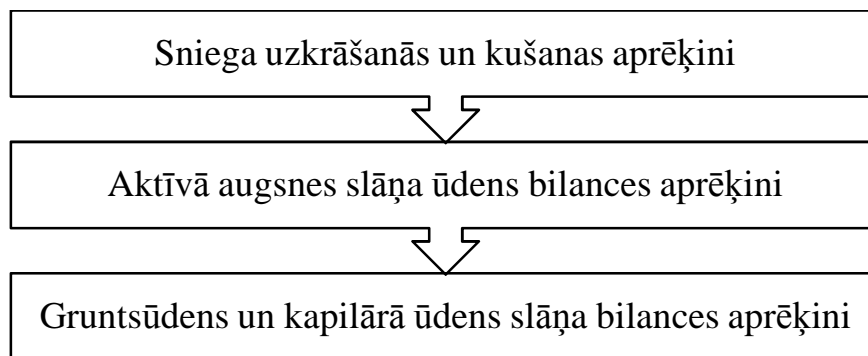 Sniega uzkrāšanās un kušanas aprēķini
Aktīvā augsnes slāņa ūdens bilances aprēķini
Gruntsūdens un kapilārā ūdens slāņa bilances aprēķini